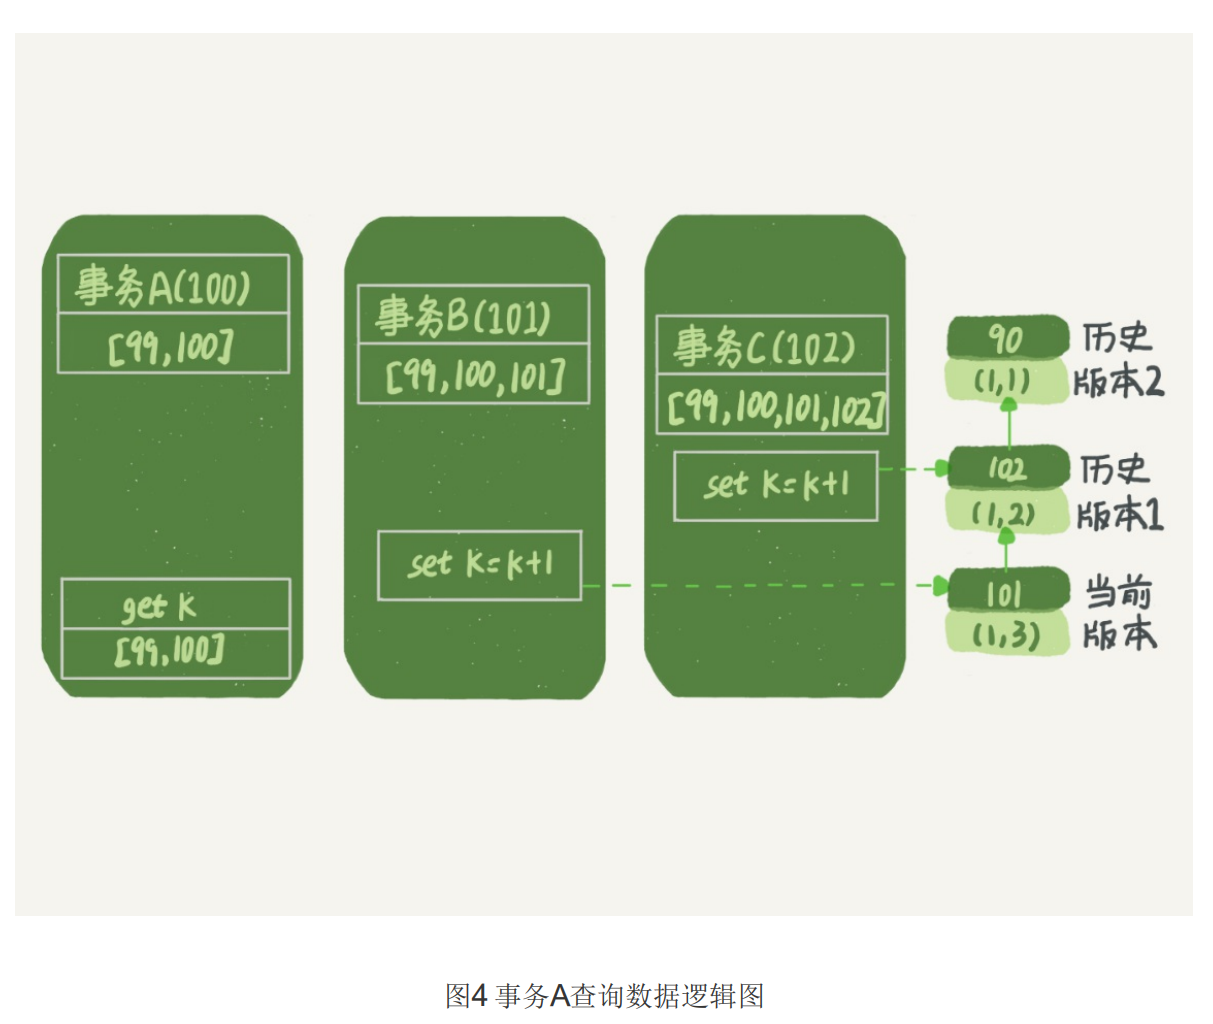 事务A(100)
[99,100]
get k
[99,100]
事务B(101)
[99,100,101]
set k=k+1
事务C(102)
[99,100,101,102]
set k=k+1
90
(1,1)
历史
版本2
102
(1,2)
历史
版本1
101
(1,3)
当前
版本
图4 事务A查询数据逻辑图